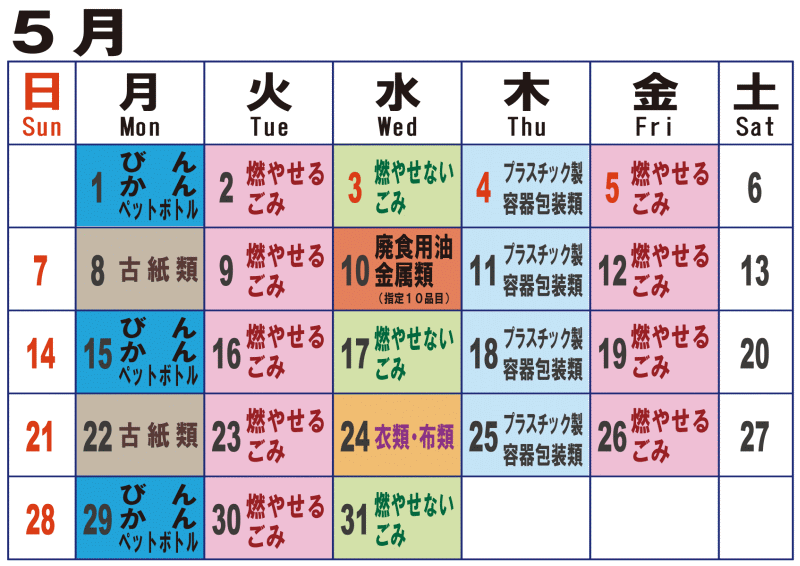 5月
日 月 火 水 木 金 土
Sun Mon Tue Wed Thu Fri Sat
1 びん
かん
ペットボトル
2 燃やせる
ごみ
3 燃やせない
ごみ
4 プラスチック製
容器包装類
5 燃やせる
ごみ
6
7
8 古紙類
9 燃やせる
ごみ
10 廃食用油
金属類
(指定10品目)
11 プラスチック製
容器包装類
12 燃やせる
ごみ
13
14
15 びん
かん
ペットボトル
16 燃やせる
ごみ
17 燃やせない
ごみ
18 プラスチック製
容器包装類
19 燃やせる
ごみ
20
21
22 古紙類
23 燃やせる
ごみ
24 衣類・布類
25 プラスチック製
容器包装類
26 燃やせる
ごみ
27
28
29 びん
かん
ペットボトル
30 燃やせる
ごみ
31 燃やせない
ごみ